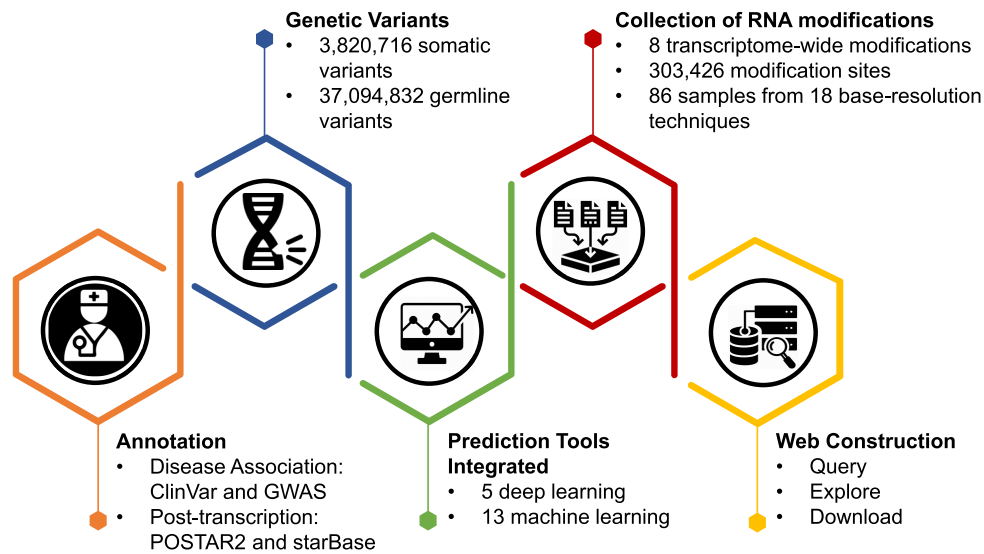 Genetic Variants
• 3,820,716 somatic
variants
• 37,094,832 germline
variants
Collection of RNA modifications
• 8 transcriptome-wide modifications
• 303,426 modification sites
• 86 samples from 18 base-resolution
techniques
Annotation
• Disease Association:
ClinVar and GWAS
• Post-transcription:
POSTAR2 and starBase
Prediction Tools
Integrated
• 5 deep learning
• 13 machine learning
Web Construction
• Query
• Explore
• Download